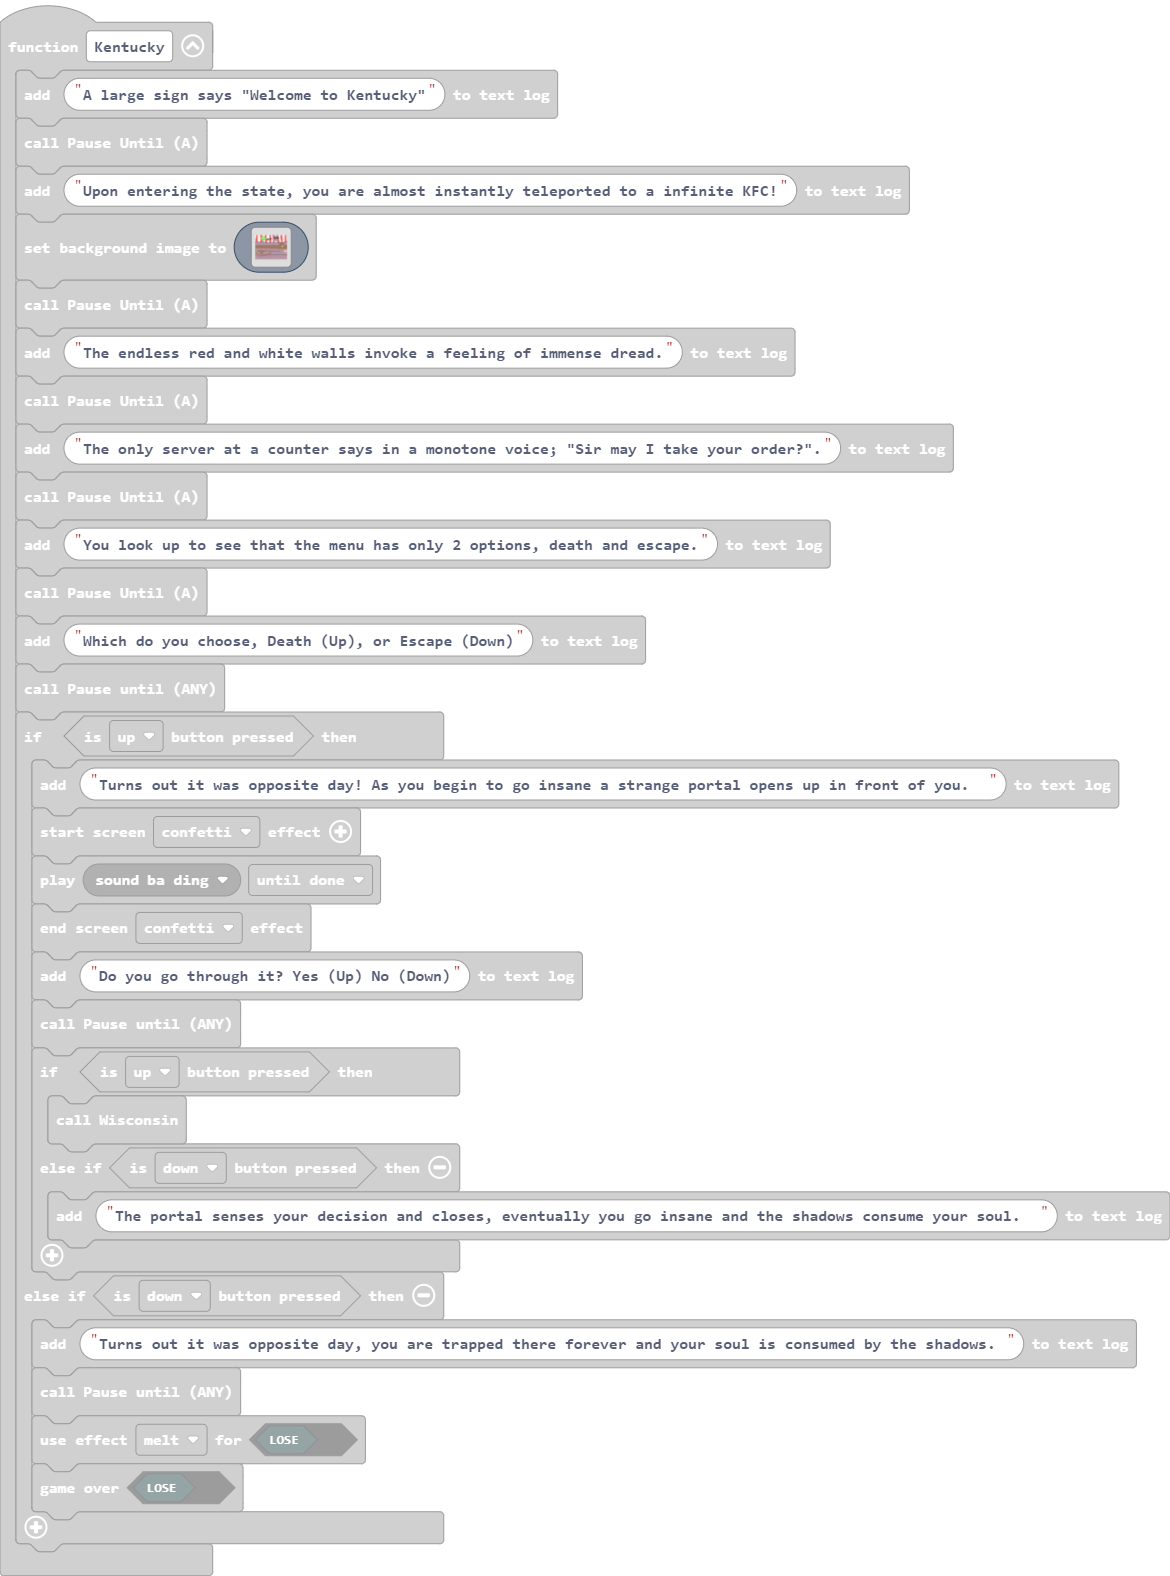 function Kentucky
add "A large sign says "Welcome to Kentucky"" to text log
call Pause Until (A)
add "Upon entering the state, you are almost instantly teleported to a infinite KFC!" to text log
set background image to
call Pause Until (A)
add "The endless red and white walls invoke a feeling of immense dread." to text log
call Pause Until (A)
add "The only server at a counter says in a monotone voice; "Sir may I take your order?"." to text log
call Pause Until (A)
add "You look up to see that the menu has only 2 options, death and escape." to text log
call Pause Until (A)
add "Which do you choose, Death (Up), or Escape (Down)" to text log
call Pause until (ANY)
if is up button pressed then
add "Turns out it was opposite day! As you begin to go insane a strange portal opens up in front of you. " to text log
start screen confetti effect
play sound ba ding until done
end screen confetti effect
add "Do you go through it? Yes (Up) No (Down)" to text log
call Pause until (ANY)
if is up button pressed then
call Wisconsin
else if is down button pressed then
add "The portal senses your decision and closes, eventually you go insane and the shadows consume your soul. " to text log
else if is down button pressed then
add "Turns out it was opposite day, you are trapped there forever and your soul is consumed by the shadows. " to text log
call Pause until (ANY)
use effect melt for LOSE
game over LOSE